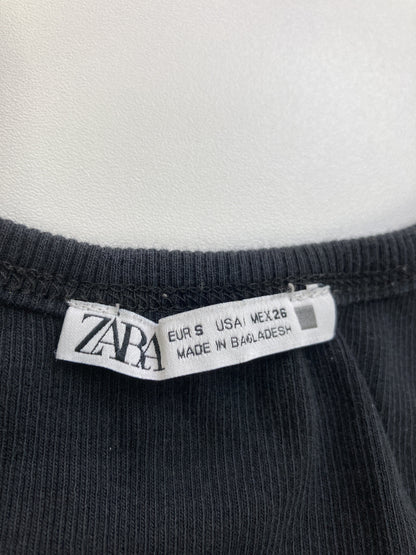 ZARA
EUR S USA MEX 26
MADE IN BANGLADESH